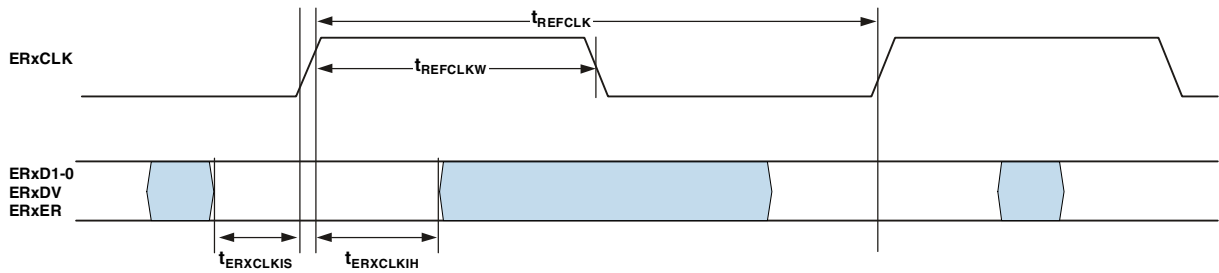 tREFCLK
ERxCLK
tREFCLKW
ERxD1-0
ERxDV
ERxER
tERXCLKIS
tERXCLKIH